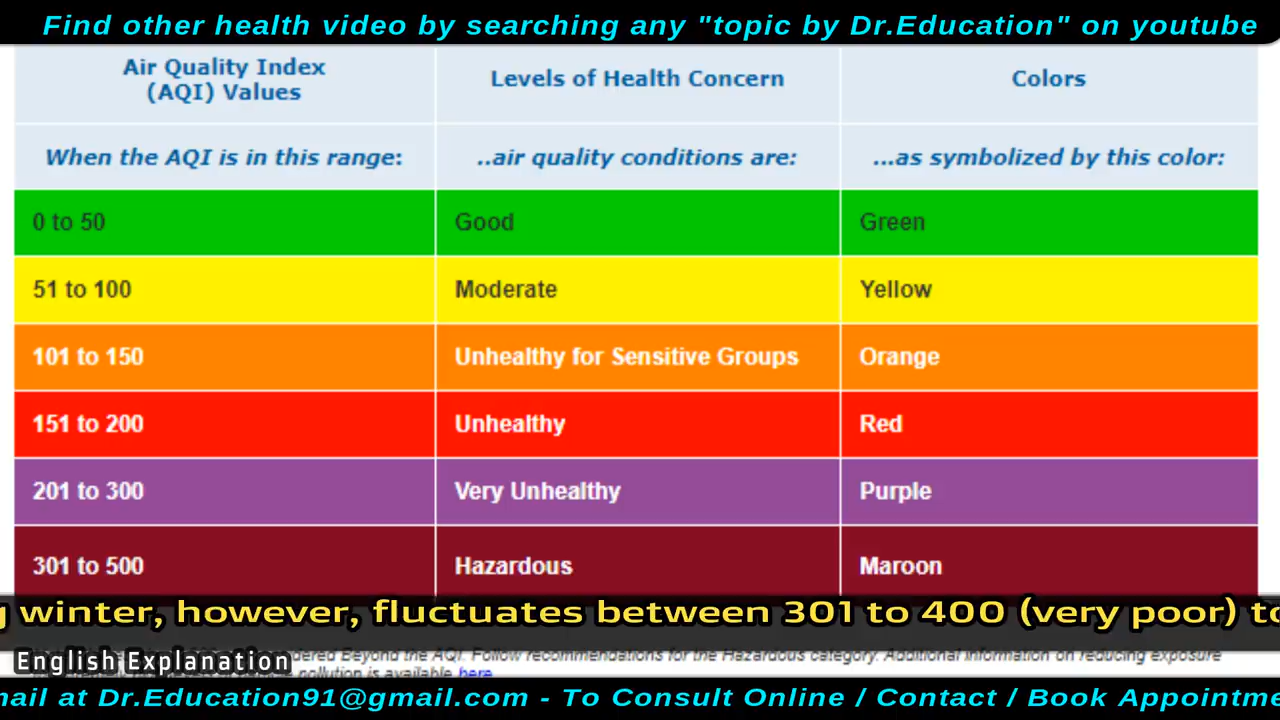 Find other health video by searching any "topic by Dr.Education" on youtube
Air Quality Index (AQI) Values Levels of Health Concern Colors
When the AQI is in this range: ..air quality conditions are: ...as symbolized by this color:
0 to 50 Good Green
51 to 100 Moderate Yellow
101 to 150 Unhealthy for Sensitive Groups Orange
151 to 200 Unhealthy Red
201 to 300 Very Unhealthy Purple
301 to 500 Hazardous Maroon
winter, however, fluctuates between 301 to 400 (very poor)
English Explanation
Beyond the AQI. Follow recommendations for the Hazardous category. Additional information on reducing exposure
pollution is available here.
at Dr.Education91@gmail.com - To Consult Online / Contact / Book